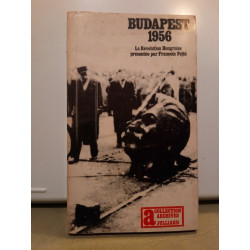 BUDAPEST
1956
La Révolution Hongroise
présentée par François Fejtö
a
COLLECTION
ARCHIVES
JULLIARD